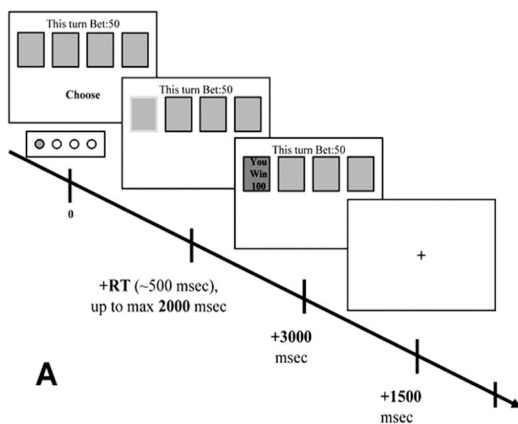 This turn Bet:50
Choose
This turn Bet:50
This turn Bet:50
You
Win
100
+
0
+RT (~500 msec),
up to max 2000 msec
+3000
msec
+1500
msec
A